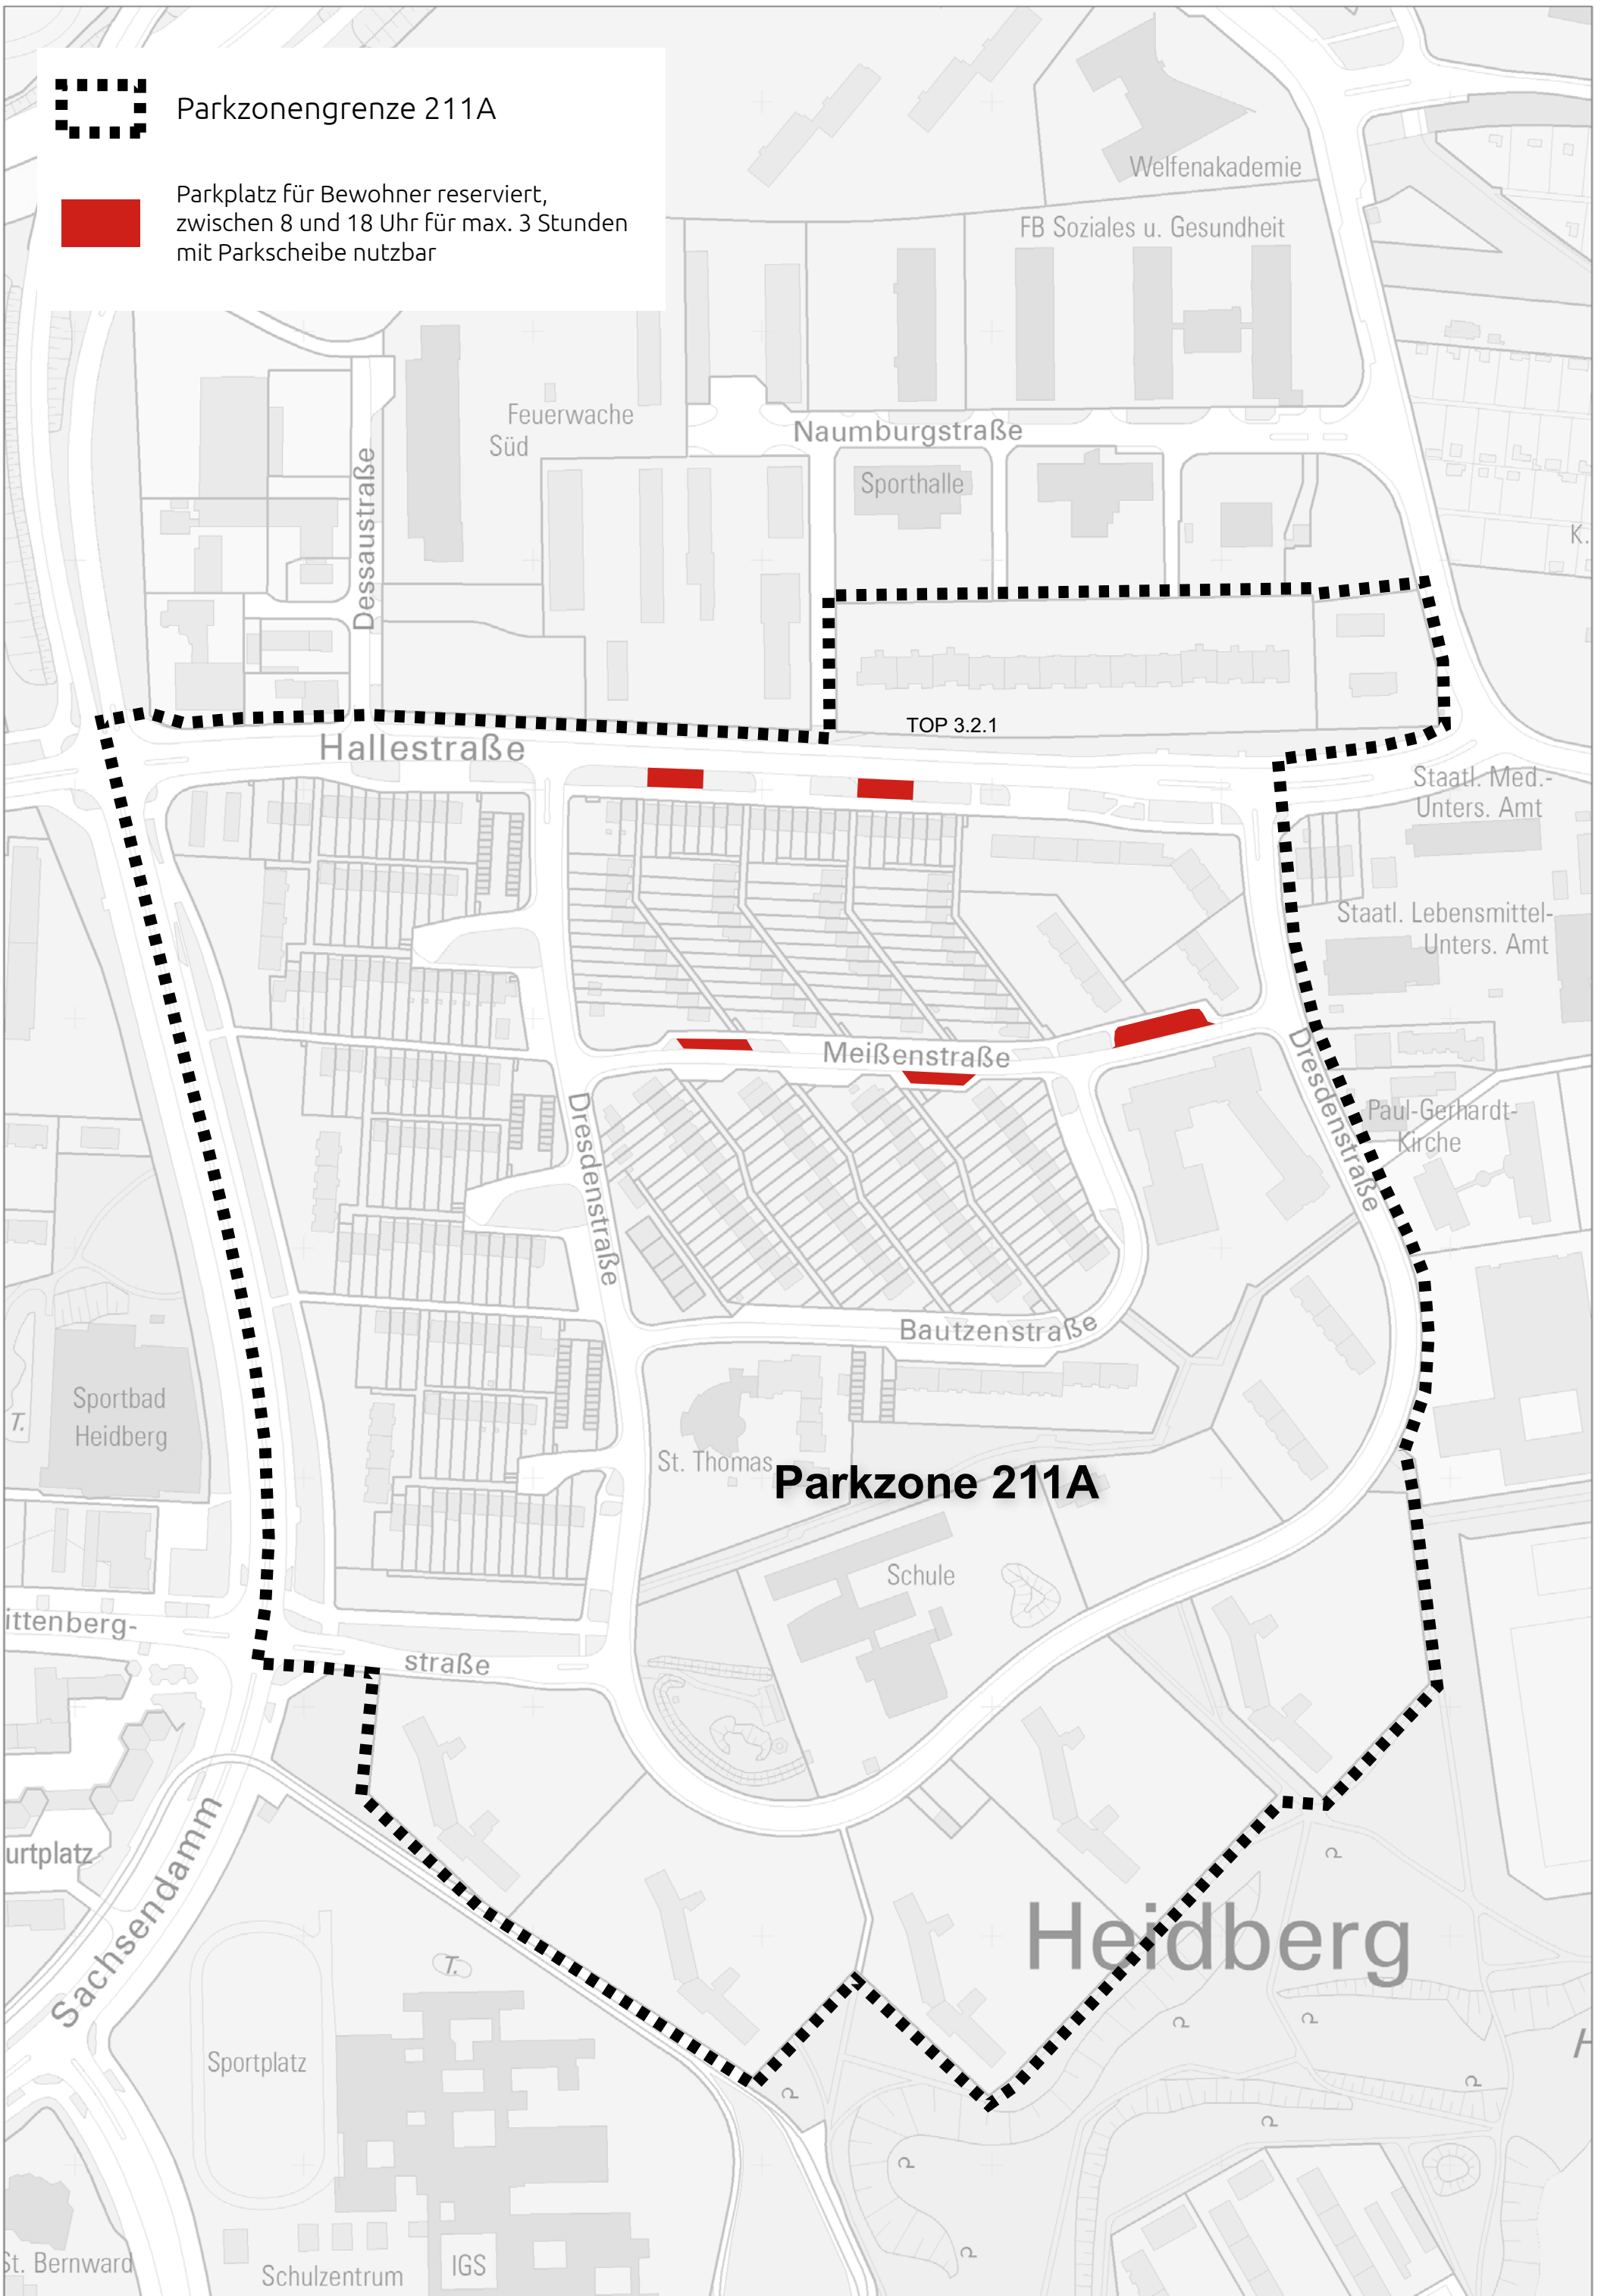 Parkzonengrenze 211A
Parkplatz für Bewohner reserviert,
zwischen 8 und 18 Uhr für max. 3 Stunden
mit Parkscheibe nutzbar
Welfenakademie
FB Soziales u. Gesundheit
Feuerwache
Süd
Naumburgstraße
Sporthalle
Dessaustraße
K.
TOP 3.2.1
Hallestraße
Staatl. Med.-
Unters. Amt
Staatl. Lebensmittel-
Unters. Amt
Meißenstraße
Dresdenstraße
Dresdenstraße
Paul-Gerhardt-
Kirche
Bautzenstraße
Sportbad
Heidberg
T.
St. Thomas
Parkzone 211A
Schule
ittenberg-
straße
urtplatz
Sachsendamm
Heidberg
T.
Sportplatz
H
St. Bernward
Schulzentrum
IGS